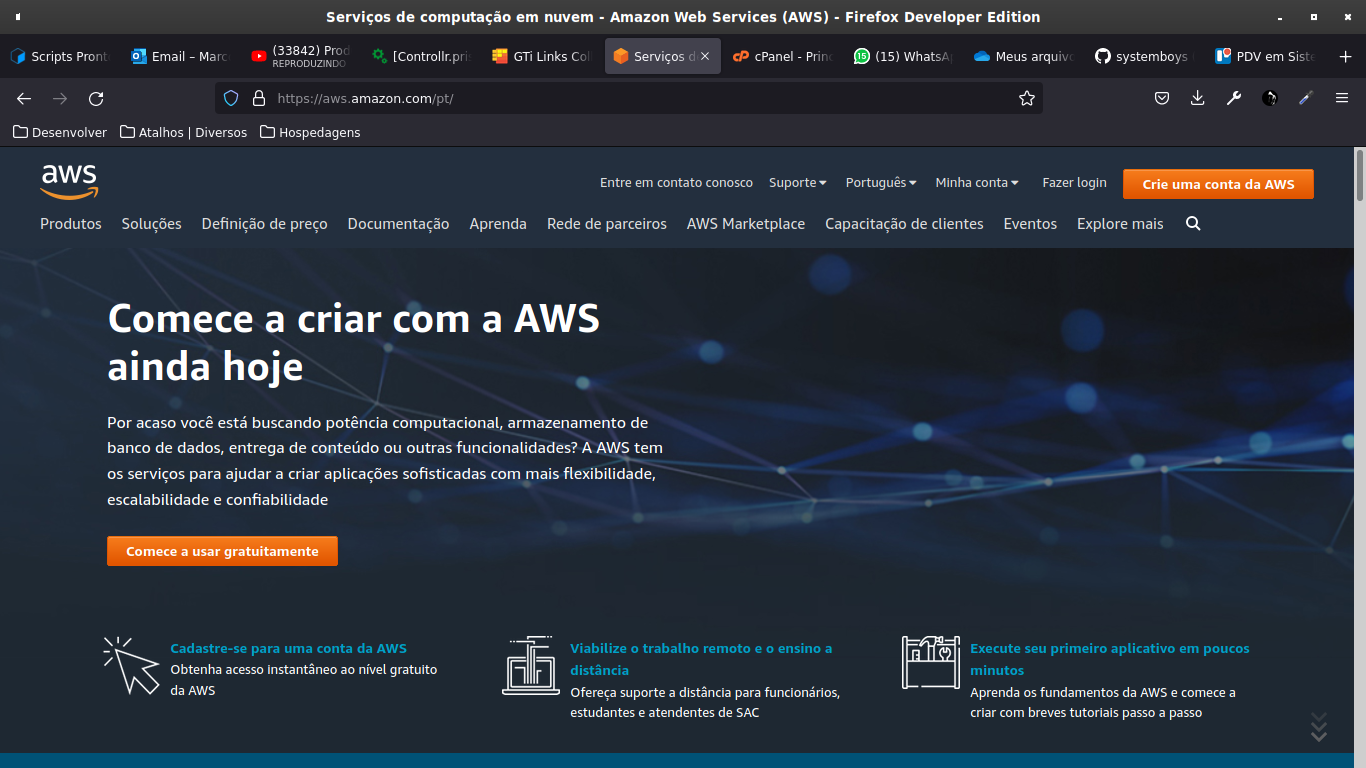 Serviços de computação em nuvem - Amazon Web Services (AWS) - Firefox Developer Edition
Scripts Pront
Email – Marc
(33842) Prod
REPRODUZINDO
[Controllr.pri
GTi Links Col
Serviços d
cPanel - Prin
15
(15) WhatsA
Meus arquivo
systemboys
PDV em Siste
https://aws.amazon.com/pt/
Desenvolver
Atalhos | Diversos
Hospedagens
aws
Entre em contato conosco
Suporte
Português
Minha conta
Fazer login
Crie uma conta da AWS
Produtos
Soluções
Definição de preço
Documentação
Aprenda
Rede de parceiros
AWS Marketplace
Capacitação de clientes
Eventos
Explore mais
Comece a criar com a AWS
ainda hoje
Por acaso você está buscando potência computacional, armazenamento de
banco de dados, entrega de conteúdo ou outras funcionalidades? A AWS tem
os serviços para ajudar a criar aplicações sofisticadas com mais flexibilidade,
escalabilidade e confiabilidade
Comece a usar gratuitamente
Cadastre-se para uma conta da AWS
Obtenha acesso instantâneo ao nível gratuito
da AWS
Viabilize o trabalho remoto e o ensino a
distância
Ofereça suporte a distância para funcionários,
estudantes e atendentes de SAC
Execute seu primeiro aplicativo em poucos
minutos
Aprenda os fundamentos da AWS e comece a
criar com breves tutoriais passo a passo